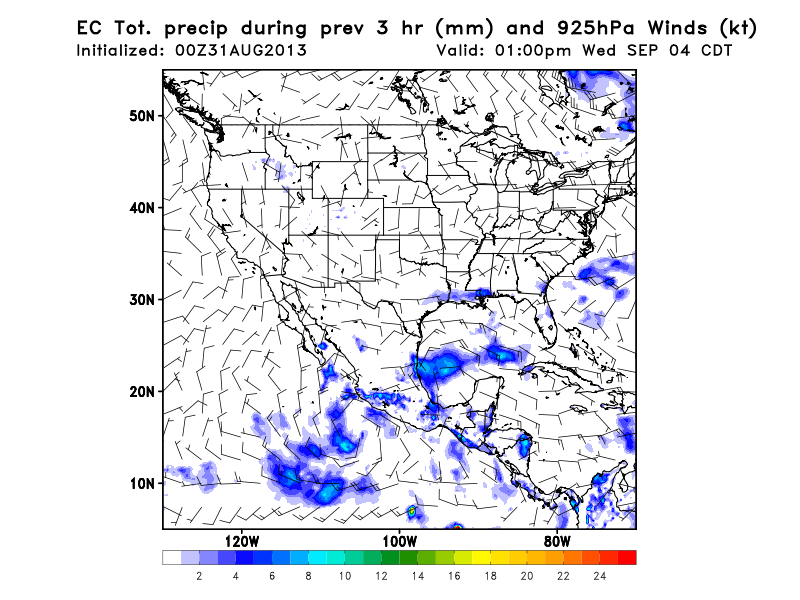 EC Tot. precip during prev 3 hr (mm) and 925hPa Winds (kt)
Initialized: 00Z31AUG2013 Valid: 01:00pm Wed SEP 04 CDT
50N
40N
30N
20N
10N
120W 100W 80W
2 4 6 8 10 12 14 16 18 20 22 24